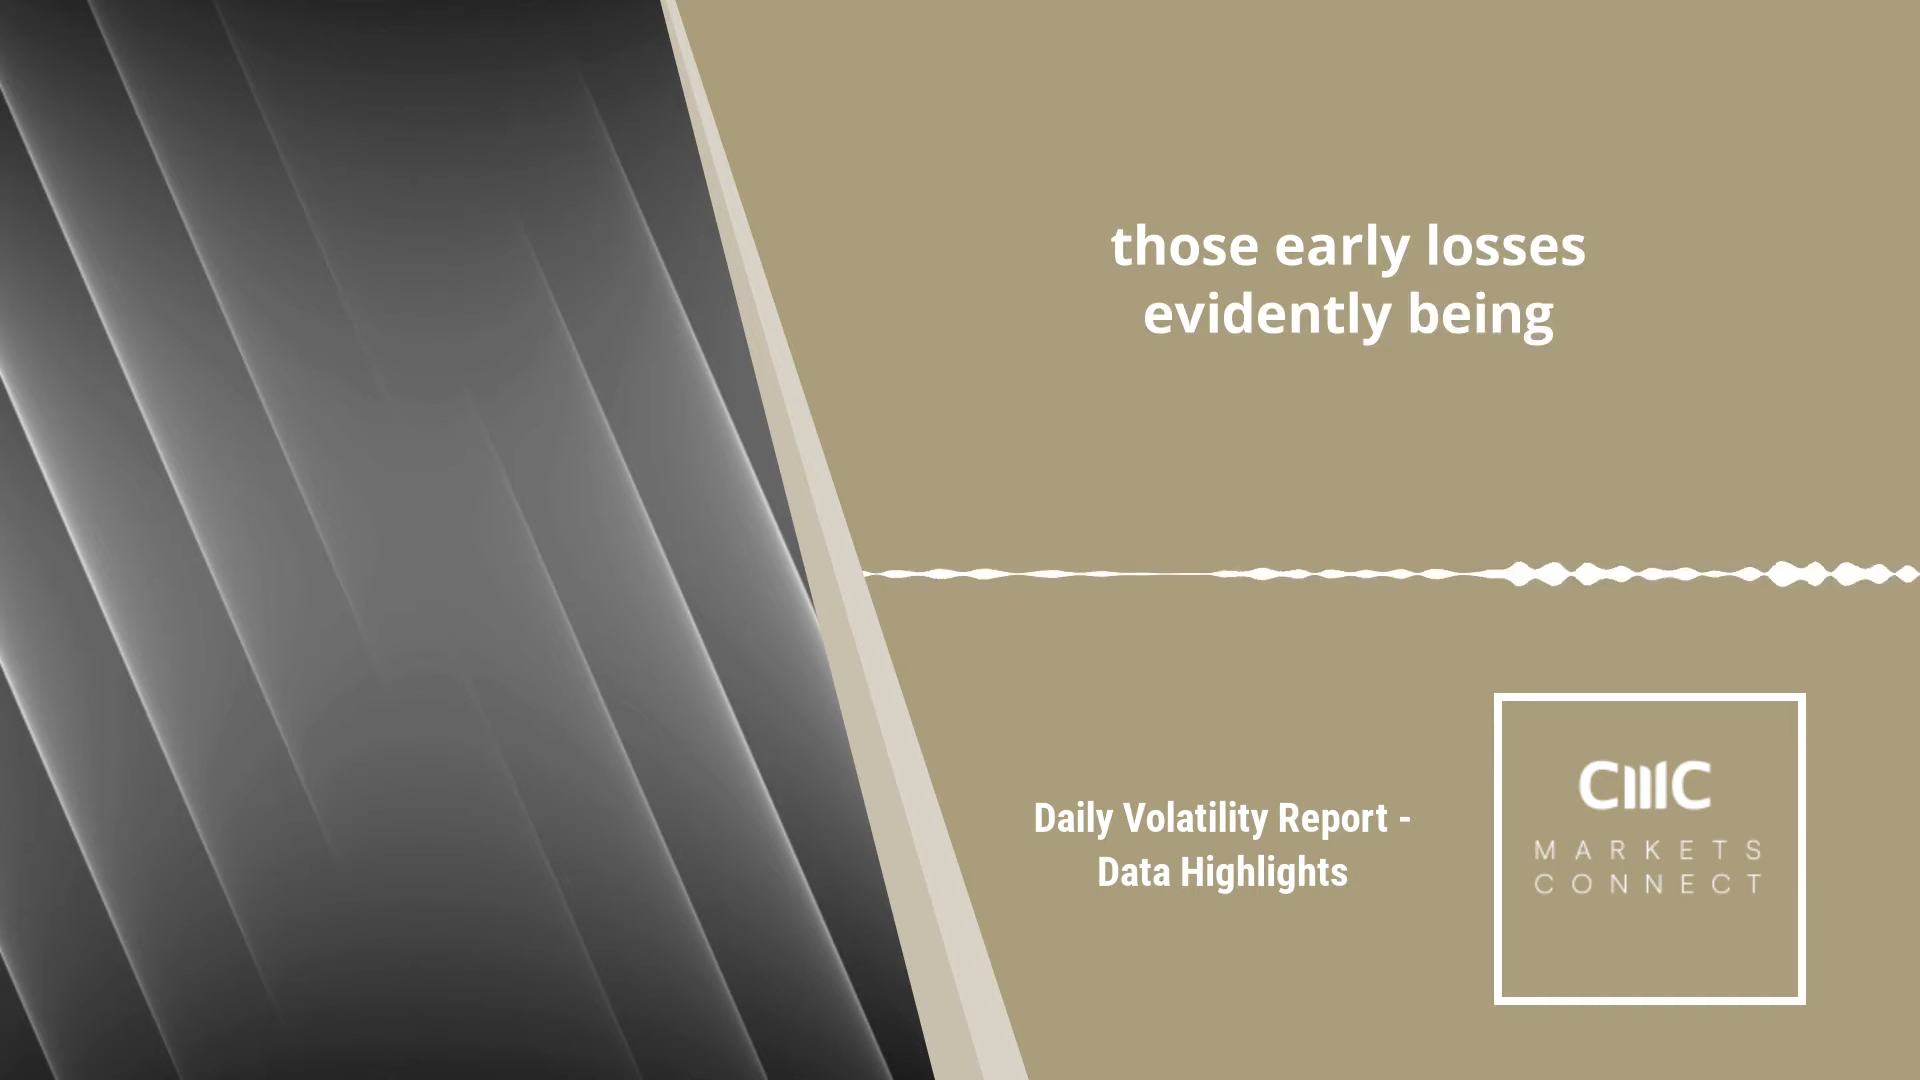 those early losses
evidently being
Daily Volatility Report -
Data Highlights
CMC
MARKETS
CONNECT